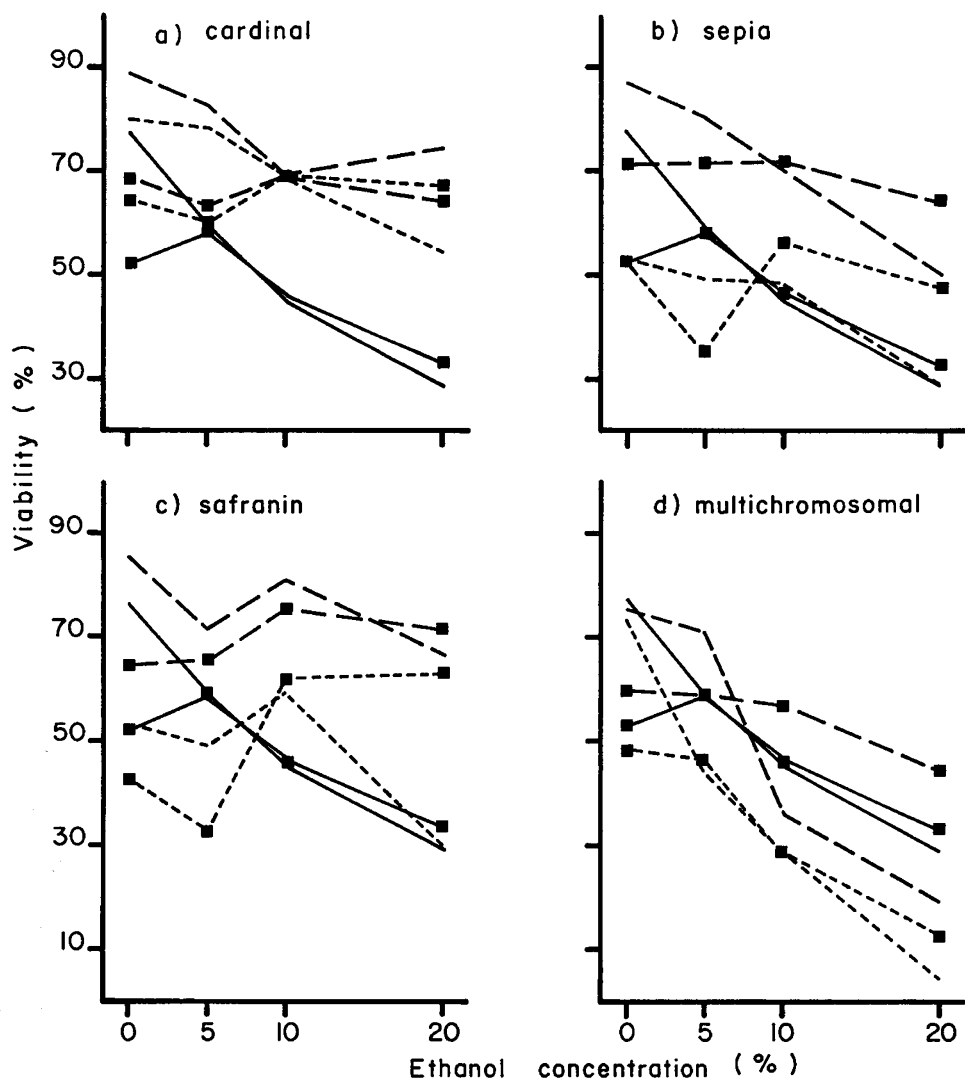 a) cardinal
b) sepia
90
70
50
30
c) safranin
d) multichromosomal
90
70
50
30
10
0 5 10 20
0 5 10 20
Viability (%)
Ethanol concentration (%)